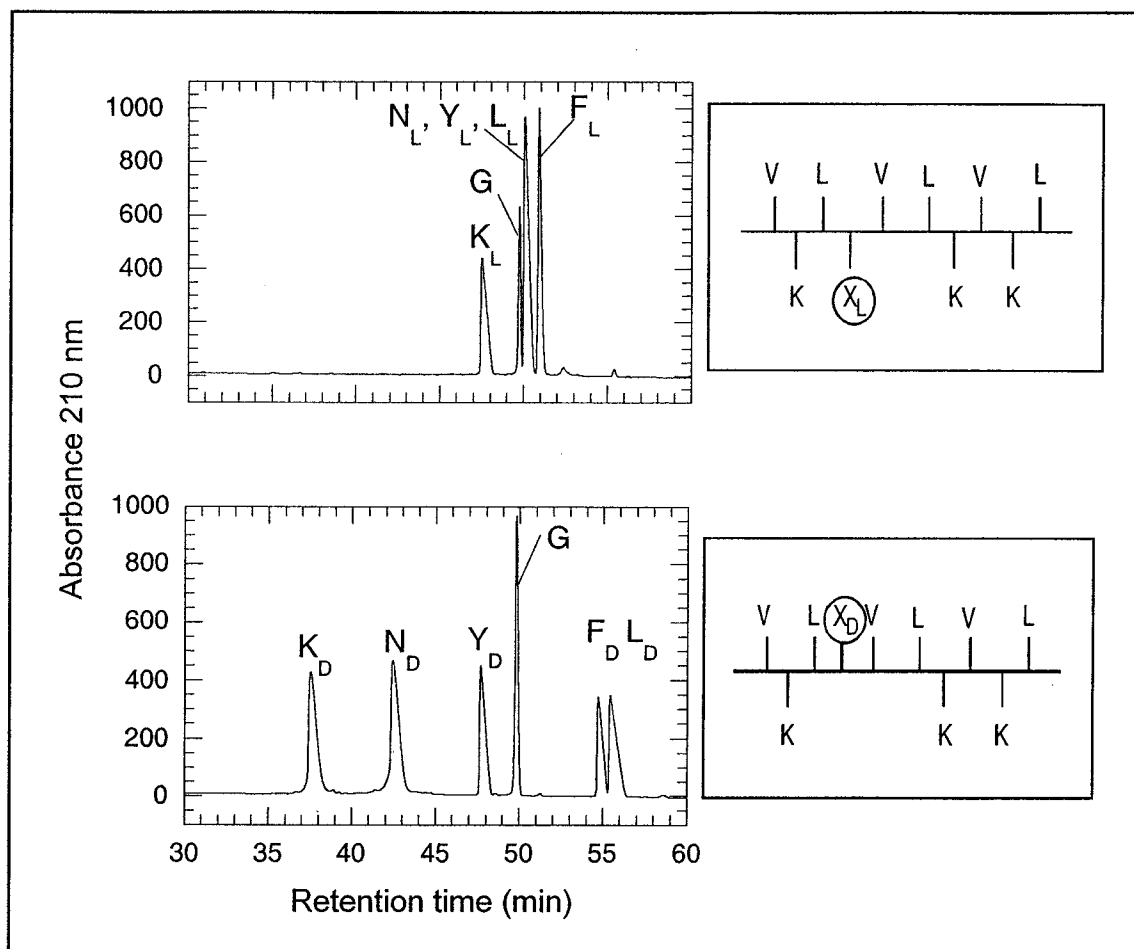 1000
800
600
400
200
0
N_L, Y_L, L_L
F_L
G
K_L
V L V L V L
K X_L K K
Absorbance 210 nm
1000
800
600
400
200
0
G
K_D N_D Y_D F_D L_D
V L X_D V L V L
K K K
30 35 40 45 50 55 60
Retention time (min)